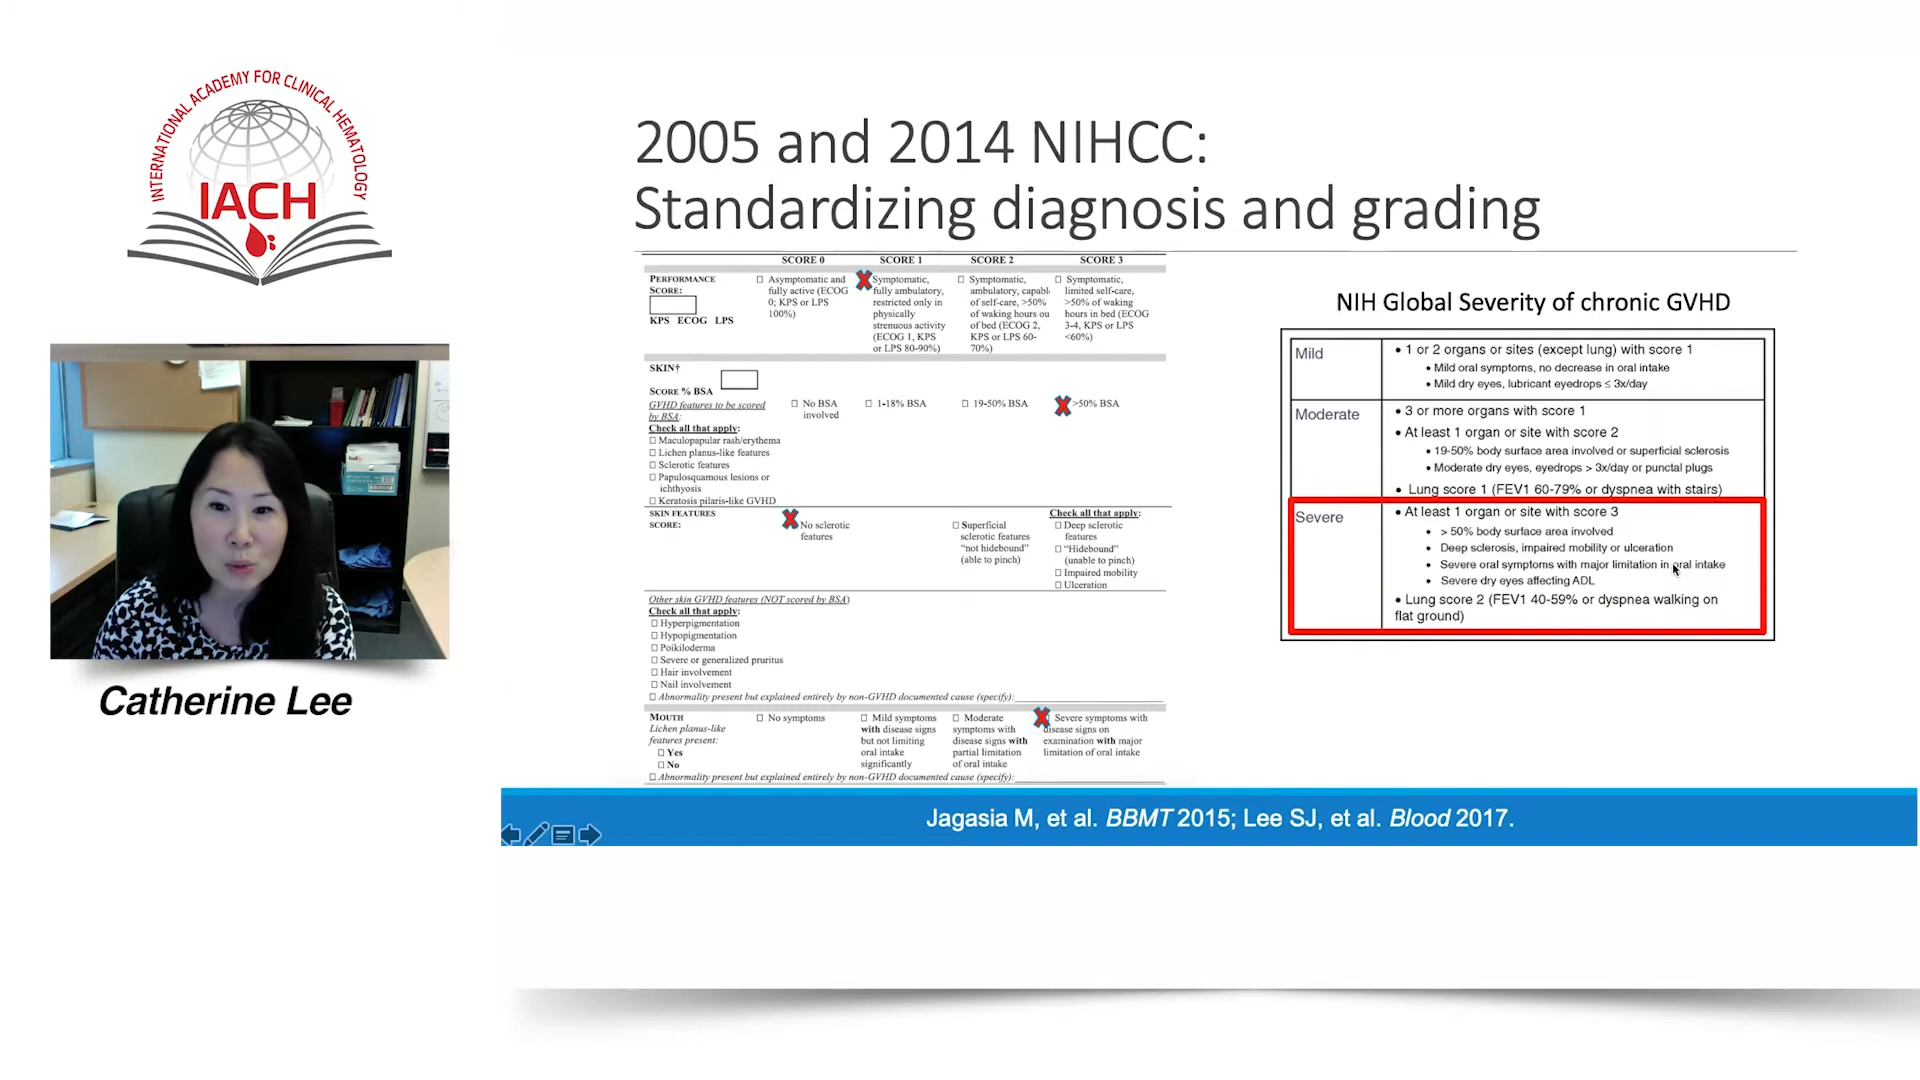 INTERNATIONAL ACADEMY FOR CLINICAL HEMATOLOGY
IACH
Catherine Lee
2005 and 2014 NIHCC:
Standardizing diagnosis and grading
SCORE 0 SCORE 1 SCORE 2 SCORE 3
PERFORMANCE
SCORE:
KPS ECOG LPS
☐ Asymptomatic and
fully active (ECOG
0; KPS or LPS
100%)
Symptomatic,
fully ambulatory,
restricted only in
physically
strenuous activity
(ECOG 1, KPS
or LPS 80-90%)
☐ Symptomatic,
ambulatory, capabl
of self-care, >50%
of waking hours ou
of bed (ECOG 2,
KPS or LPS 60-
70%)
☐ Symptomatic,
limited self-care,
>50% of waking
hours in bed (ECOG
3-4, KPS or LPS
<60%)
SKIN†
SCORE % BSA
GVHD features to be scored
by BSA:
☐ No BSA
involved
☐ 1-18% BSA
☐ 19-50% BSA
>50% BSA
Check all that apply:
☐ Maculopapular rash/erythema
☐ Lichen planus-like features
☐ Sclerotic features
☐ Papulosquamous lesions or
ichthyosis
☐ Keratosis pilaris-like GVHD
SKIN FEATURES
SCORE:
No sclerotic
features
☐ Superficial
sclerotic features
“not hidebound”
(able to pinch)
Check all that apply:
☐ Deep sclerotic
features
☐ “Hidebound”
(unable to pinch)
☐ Impaired mobility
☐ Ulceration
Other skin GVHD features (NOT scored by BSA)
Check all that apply:
☐ Hyperpigmentation
☐ Hypopigmentation
☐ Poikiloderma
☐ Severe or generalized pruritus
☐ Hair involvement
☐ Nail involvement
☐ Abnormality present but explained entirely by non-GVHD documented cause (specify):
MOUTH
Lichen planus-like
features present:
☐ Yes
☐ No
☐ No symptoms
☐ Mild symptoms
with disease signs
but not limiting
oral intake
significantly
☐ Moderate
symptoms with
disease signs with
partial limitation
of oral intake
Severe symptoms with
disease signs on
examination with major
limitation of oral intake
☐ Abnormality present but explained entirely by non-GVHD documented cause (specify):
NIH Global Severity of chronic GVHD
Mild
• 1 or 2 organs or sites (except lung) with score 1
• Mild oral symptoms, no decrease in oral intake
• Mild dry eyes, lubricant eyedrops ≤ 3x/day
Moderate
• 3 or more organs with score 1
• At least 1 organ or site with score 2
• 19-50% body surface area involved or superficial sclerosis
• Moderate dry eyes, eyedrops > 3x/day or punctal plugs
• Lung score 1 (FEV1 60-79% or dyspnea with stairs)
Severe
• At least 1 organ or site with score 3
• > 50% body surface area involved
• Deep sclerosis, impaired mobility or ulceration
• Severe oral symptoms with major limitation in oral intake
• Severe dry eyes affecting ADL
• Lung score 2 (FEV1 40-59% or dyspnea walking on
flat ground)
Jagasia M, et al. BBMT 2015; Lee SJ, et al. Blood 2017.